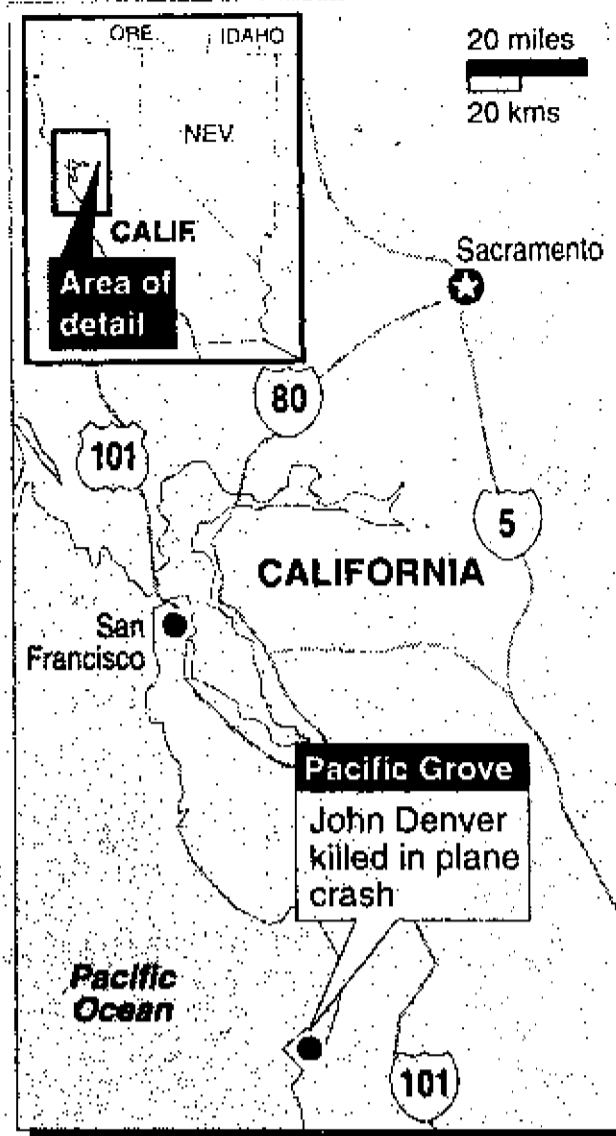 ORE.
IDAHO
NEV.
CALIF.
Area of
detail
20 miles
20 kms
Sacramento
80
101
5
CALIFORNIA
San
Francisco
Pacific Grove
John Denver
killed in plane
crash
Pacific
Ocean
101